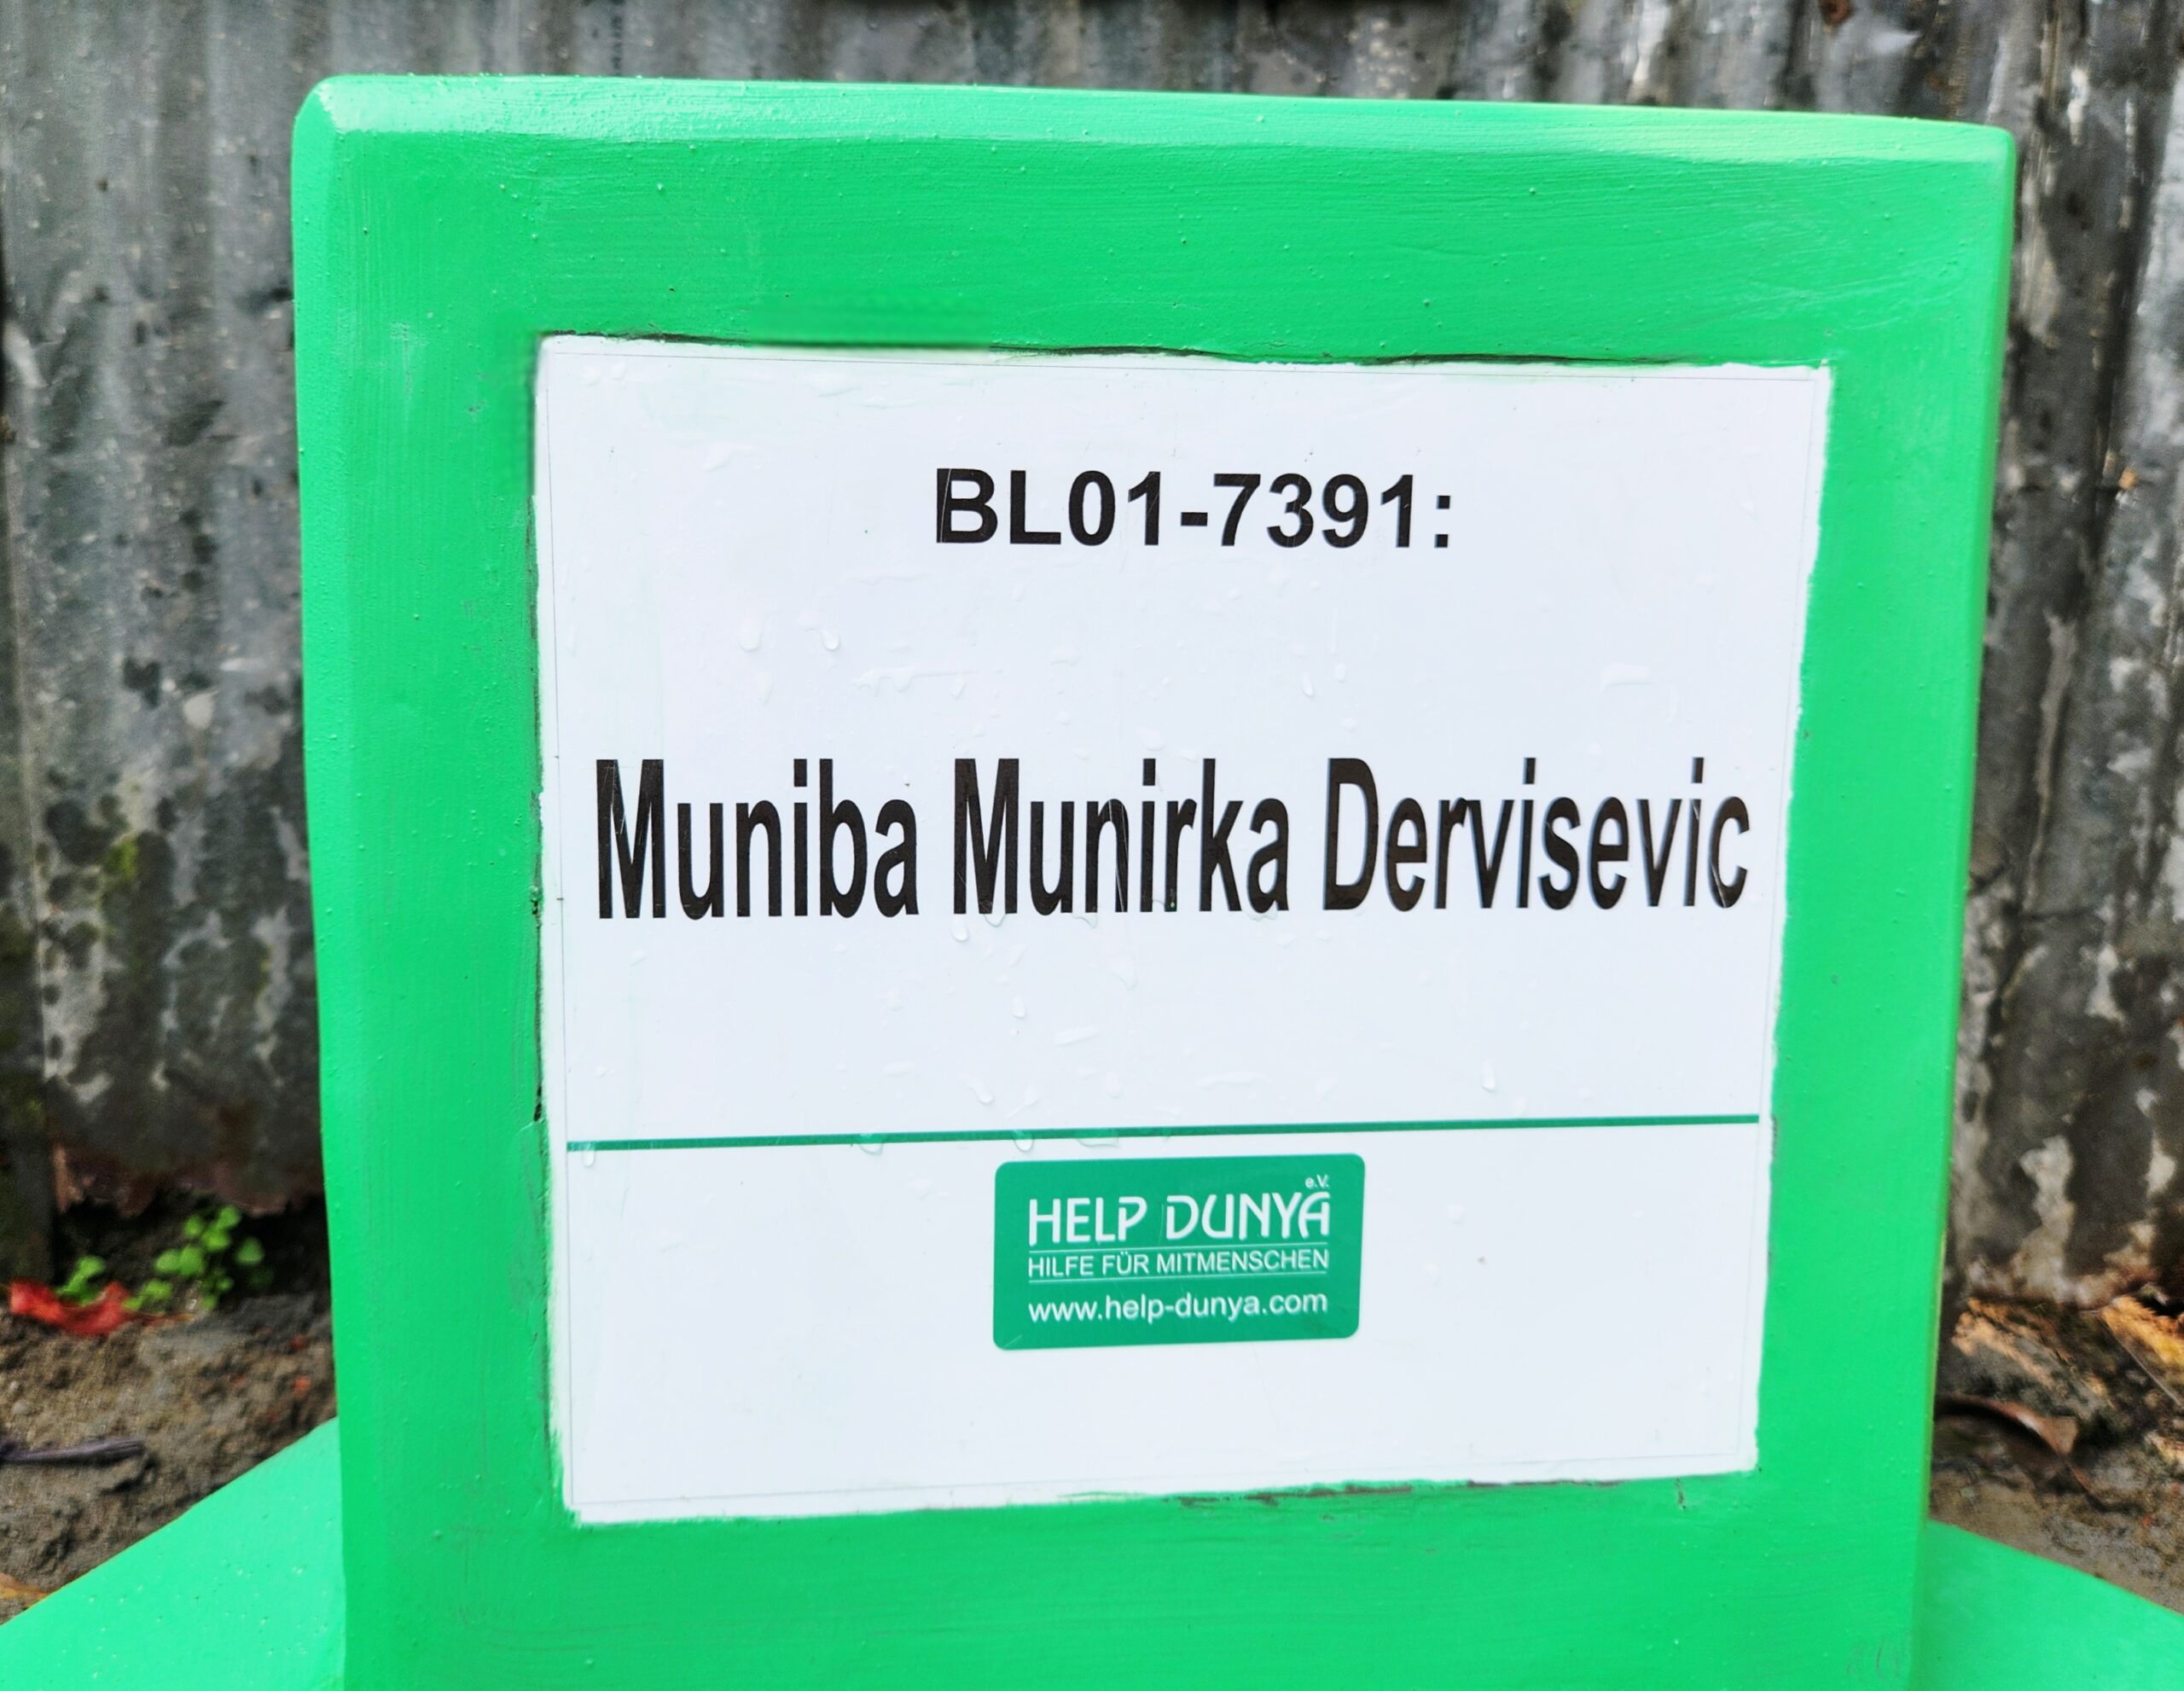 BL01-7391:
Muniba Munirka Dervisevic
e.V.
HELP DUNYA
HILFE FÜR MITMENSCHEN
www.help-dunya.com